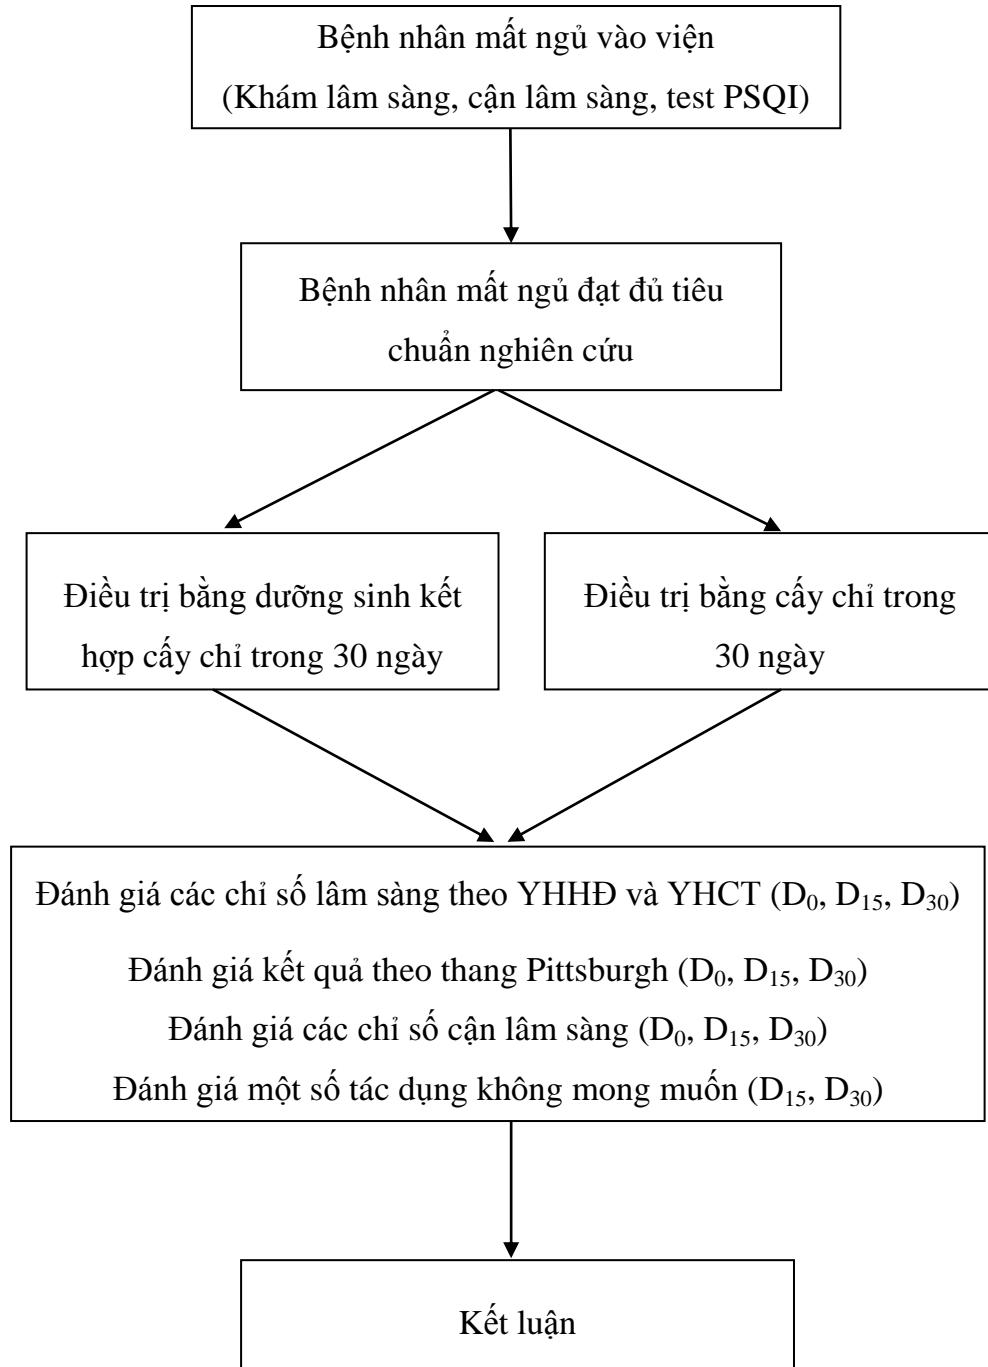 Bệnh nhân mất ngủ vào viện
(Khám lâm sàng, cận lâm sàng, test PSQI)
Bệnh nhân mất ngủ đạt đủ tiêu
chuẩn nghiên cứu
Điều trị bằng dưỡng sinh kết
hợp cấy chỉ trong 30 ngày
Điều trị bằng cấy chỉ trong
30 ngày
Đánh giá các chỉ số lâm sàng theo YHHĐ và YHCT (D₀, D₁₅, D₃₀)
Đánh giá kết quả theo thang Pittsburgh (D₀, D₁₅, D₃₀)
Đánh giá các chỉ số cận lâm sàng (D₀, D₁₅, D₃₀)
Đánh giá một số tác dụng không mong muốn (D₁₅, D₃₀)
Kết luận